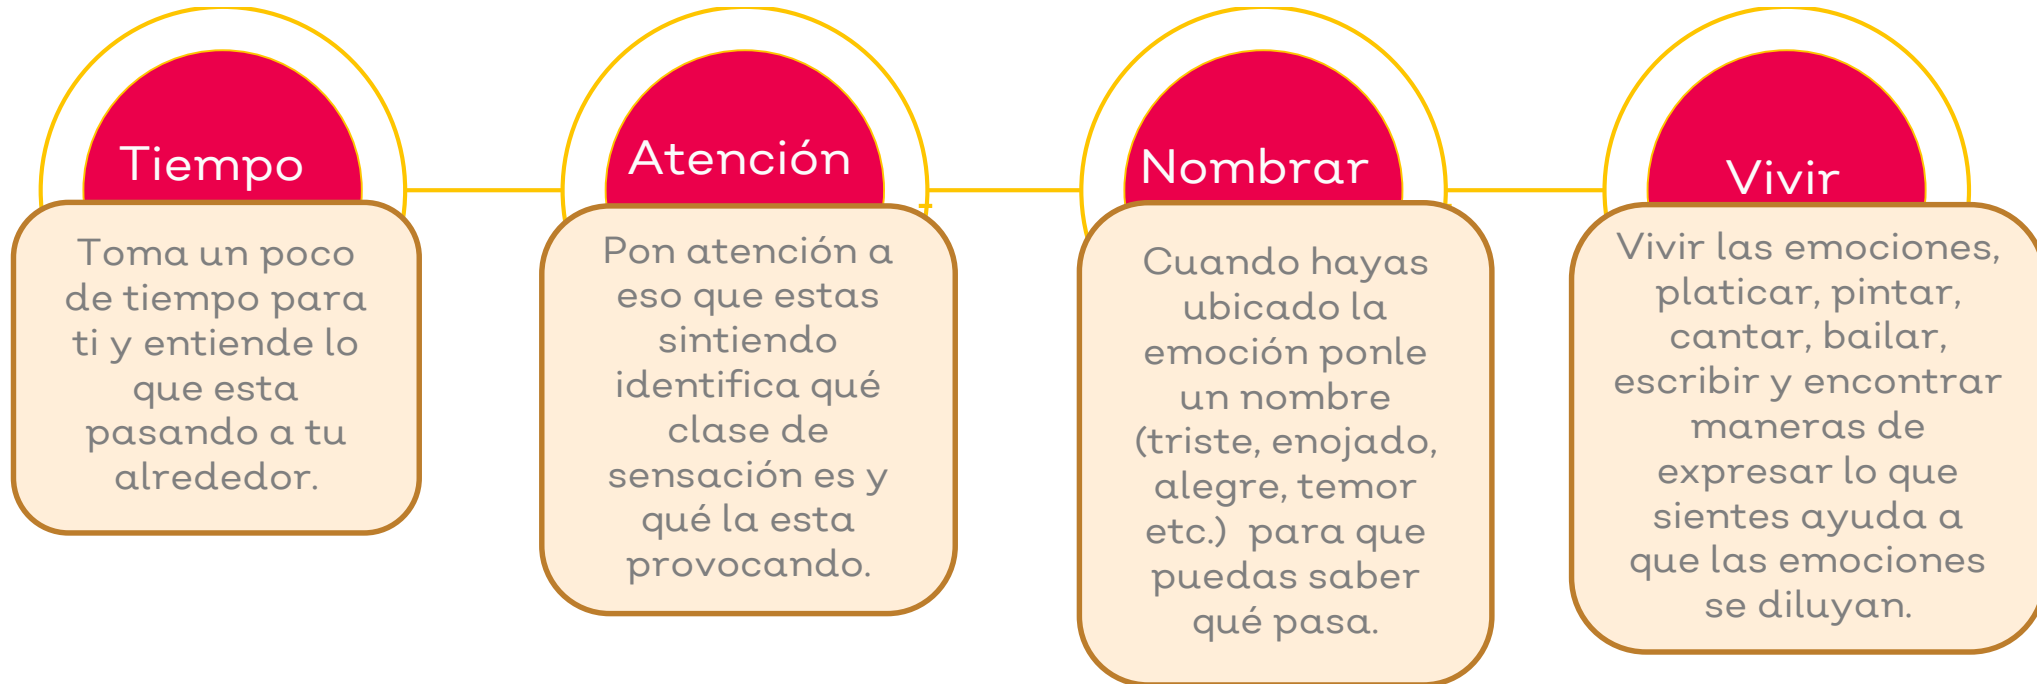 Tiempo
Toma un poco
de tiempo para
ti y entiende lo
que esta
pasando a tu
alrededor.
Atención
Pon atención a
eso que estas
sintiendo
identifica qué
clase de
sensación es y
qué la esta
provocando.
Nombrar
Cuando hayas
ubicado la
emoción ponle
un nombre
(triste, enojado,
alegre, temor
etc.)  para que
puedas saber
qué pasa.
Vivir
Vivir las emociones,
platicar, pintar,
cantar, bailar,
escribir y encontrar
maneras de
expresar lo que
sientes ayuda a
que las emociones
se diluyan.